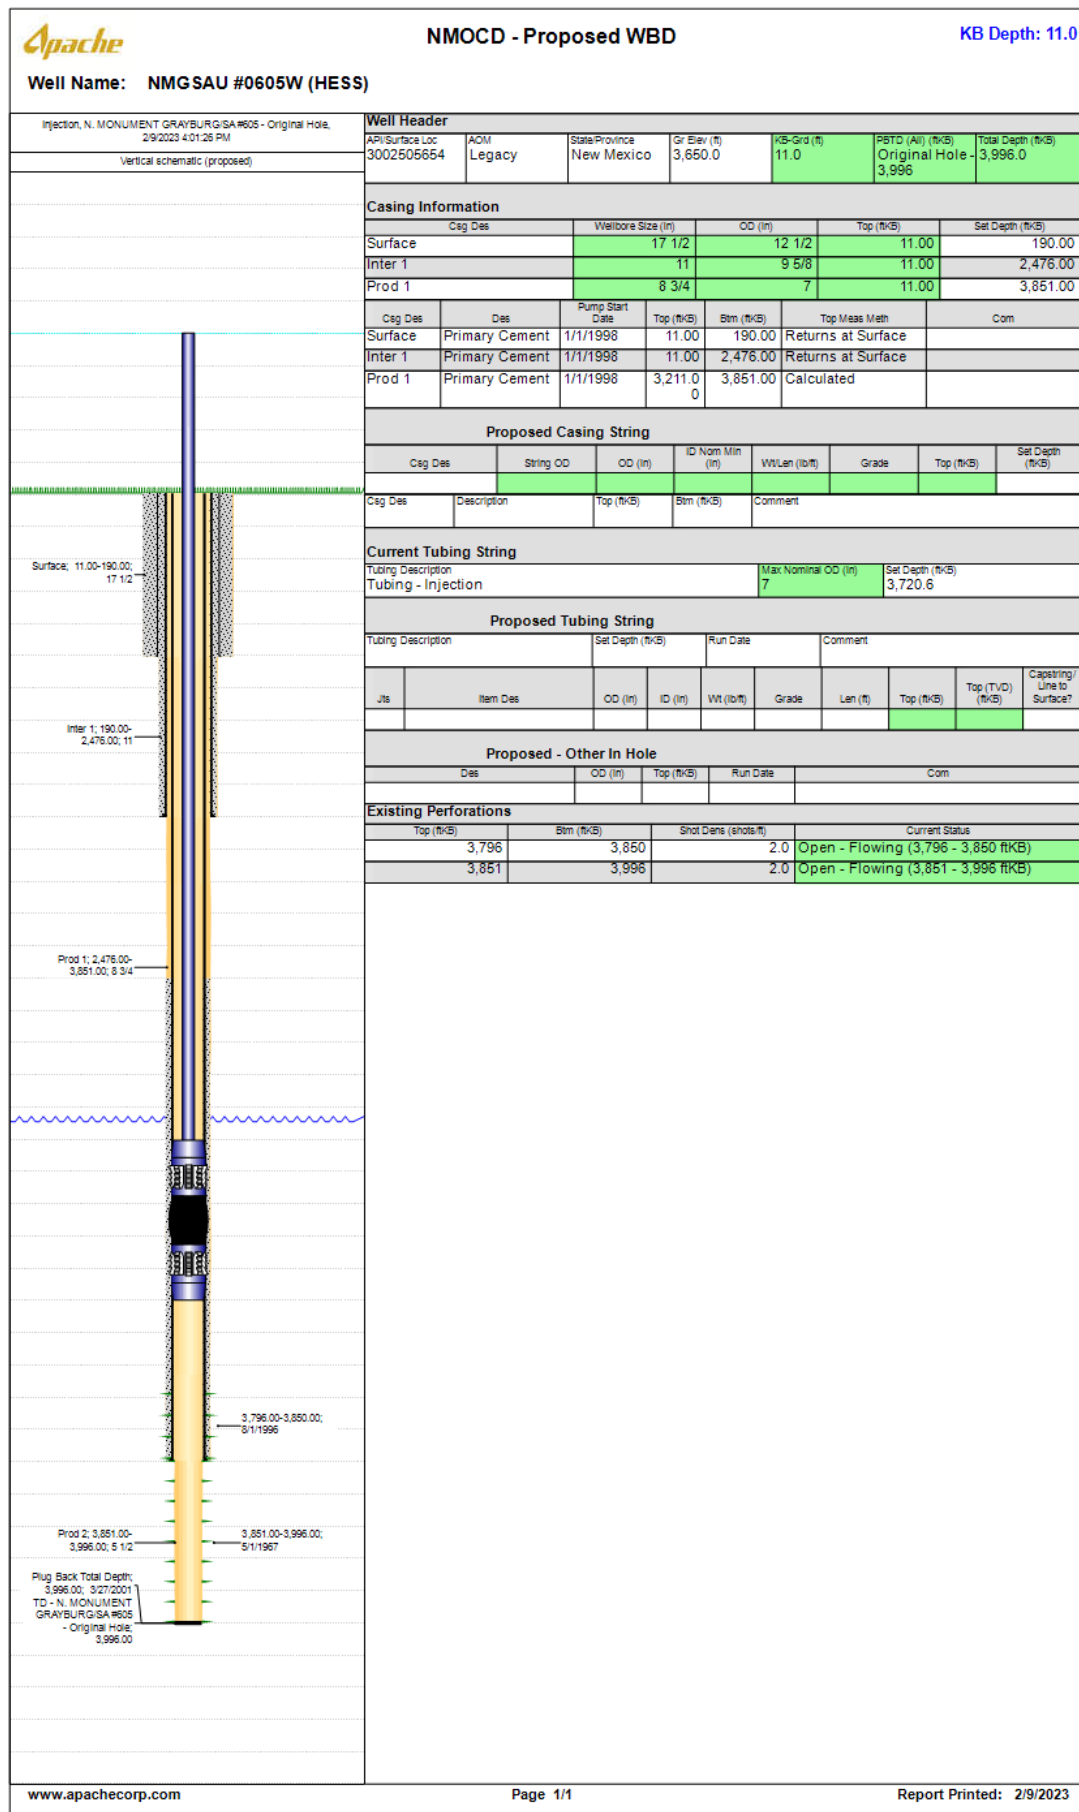 Apache
NMOCD - Proposed WBD
KB Depth: 11.0
Well Name: NMGSAU #0605W (HESS)
Injection, N. MONUMENT GRAYBURG/SA #605 - Original Hole,
2/9/2023 4:01:26 PM
Vertical schematic (proposed)
Surface; 11.00-190.00;
17 1/2
Inter 1; 190.00-
2,476.00; 11
Prod 1; 2,476.00-
3,851.00; 8 3/4
3,796.00-3,850.00;
8/1/1996
Prod 2; 3,851.00-
3,996.00; 5 1/2
3,851.00-3,996.00;
5/1/1967
Plug Back Total Depth;
3,996.00; 3/27/2001
TD - N. MONUMENT
GRAYBURG/SA #605
- Original Hole;
3,996.00
Well Header
API/Surface Loc AOM State/Province Gr Elev (ft) KB-Grd (ft) PBTD (All) (ftKB) Total Depth (ftKB)
3002505654 Legacy New Mexico 3,650.0 11.0 Original Hole - 3,996.0
3,996
Casing Information
Csg Des Wellbore Size (in) OD (in) Top (ftKB) Set Depth (ftKB)
Surface 17 1/2 12 1/2 11.00 190.00
Inter 1 11 9 5/8 11.00 2,476.00
Prod 1 8 3/4 7 11.00 3,851.00
Csg Des Des Pump Start Date Top (ftKB) Btm (ftKB) Top Meas Meth Com
Surface Primary Cement 1/1/1998 11.00 190.00 Returns at Surface
Inter 1 Primary Cement 1/1/1998 11.00 2,476.00 Returns at Surface
Prod 1 Primary Cement 1/1/1998 3,211.0 3,851.00 Calculated
0
Proposed Casing String
Csg Des String OD OD (in) ID Nom Min (in) Wt/Len (lb/ft) Grade Top (ftKB) Set Depth (ftKB)
Csg Des Description Top (ftKB) Btm (ftKB) Comment
Current Tubing String
Tubing Description Max Nominal OD (in) Set Depth (ftKB)
Tubing - Injection 7 3,720.6
Proposed Tubing String
Tubing Description Set Depth (ftKB) Run Date Comment
Jts Item Des OD (in) ID (in) Wt (lb/ft) Grade Len (ft) Top (ftKB) Top (TVD) (ftKB) Capstring/ Line to Surface?
Proposed - Other In Hole
Des OD (in) Top (ftKB) Run Date Com
Existing Perforations
Top (ftKB) Btm (ftKB) Shot Dens (shots/ft) Current Status
3,796 3,850 2.0 Open - Flowing (3,796 - 3,850 ftKB)
3,851 3,996 2.0 Open - Flowing (3,851 - 3,996 ftKB)
www.apachecorp.com
Page 1/1
Report Printed: 2/9/2023